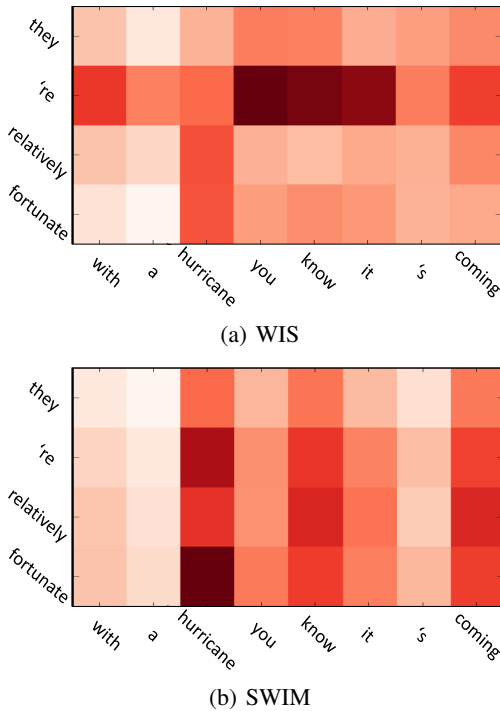 they
're
relatively
fortunate
with a hurricane you know it 's coming
(a) WIS
they
're
relatively
fortunate
with a hurricane you know it 's coming
(b) SWIM